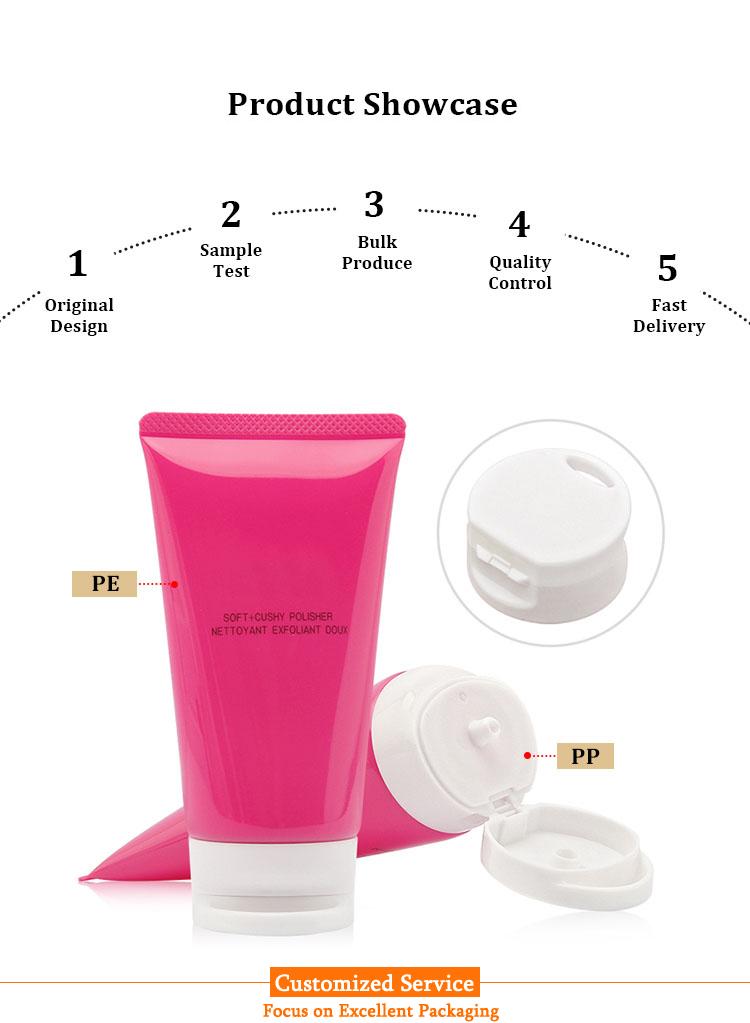 Product Showcase
1
Original
Design
2
Sample
Test
3
Bulk
Produce
4
Quality
Control
5
Fast
Delivery
PE
SOFT+CUSHY POLISHER
NETTOYANT EXFOLIANT DOUX
PP
Customized Service
Focus on Excellent Packaging